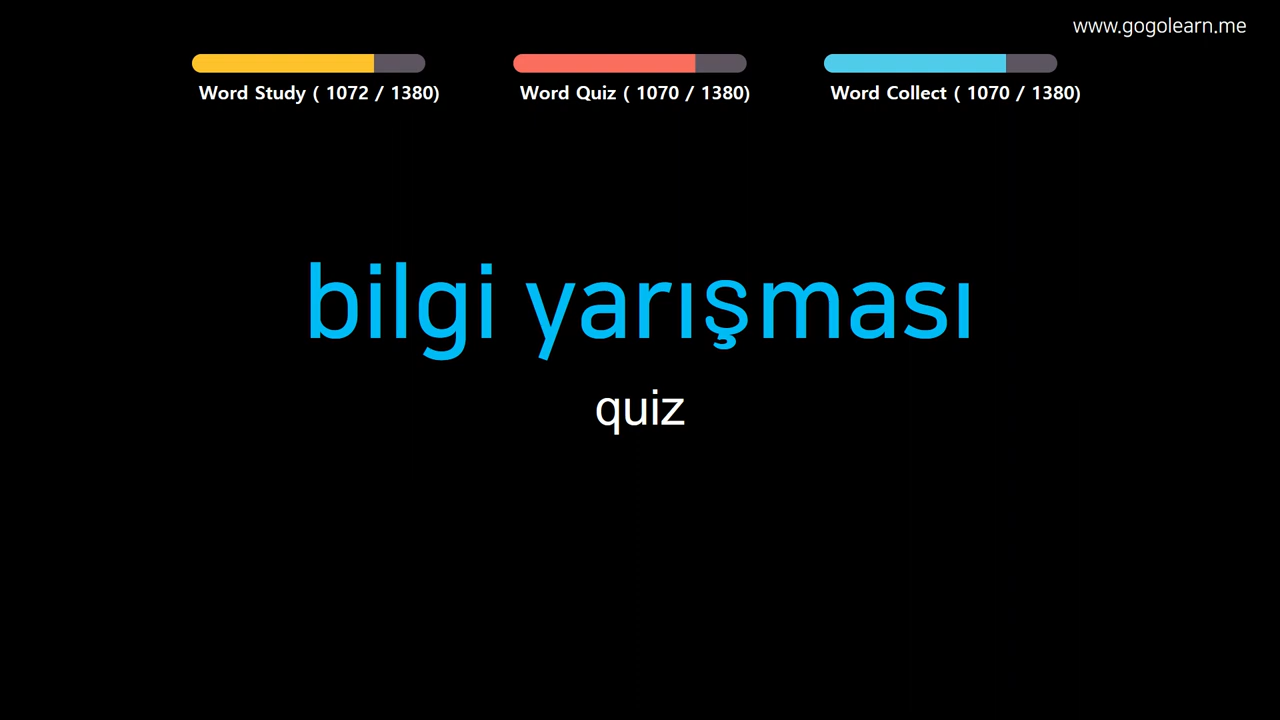 www.gogolearn.me
Word Study ( 1072 / 1380)
Word Quiz ( 1070 / 1380)
Word Collect ( 1070 / 1380)
bilgi yarışması
quiz